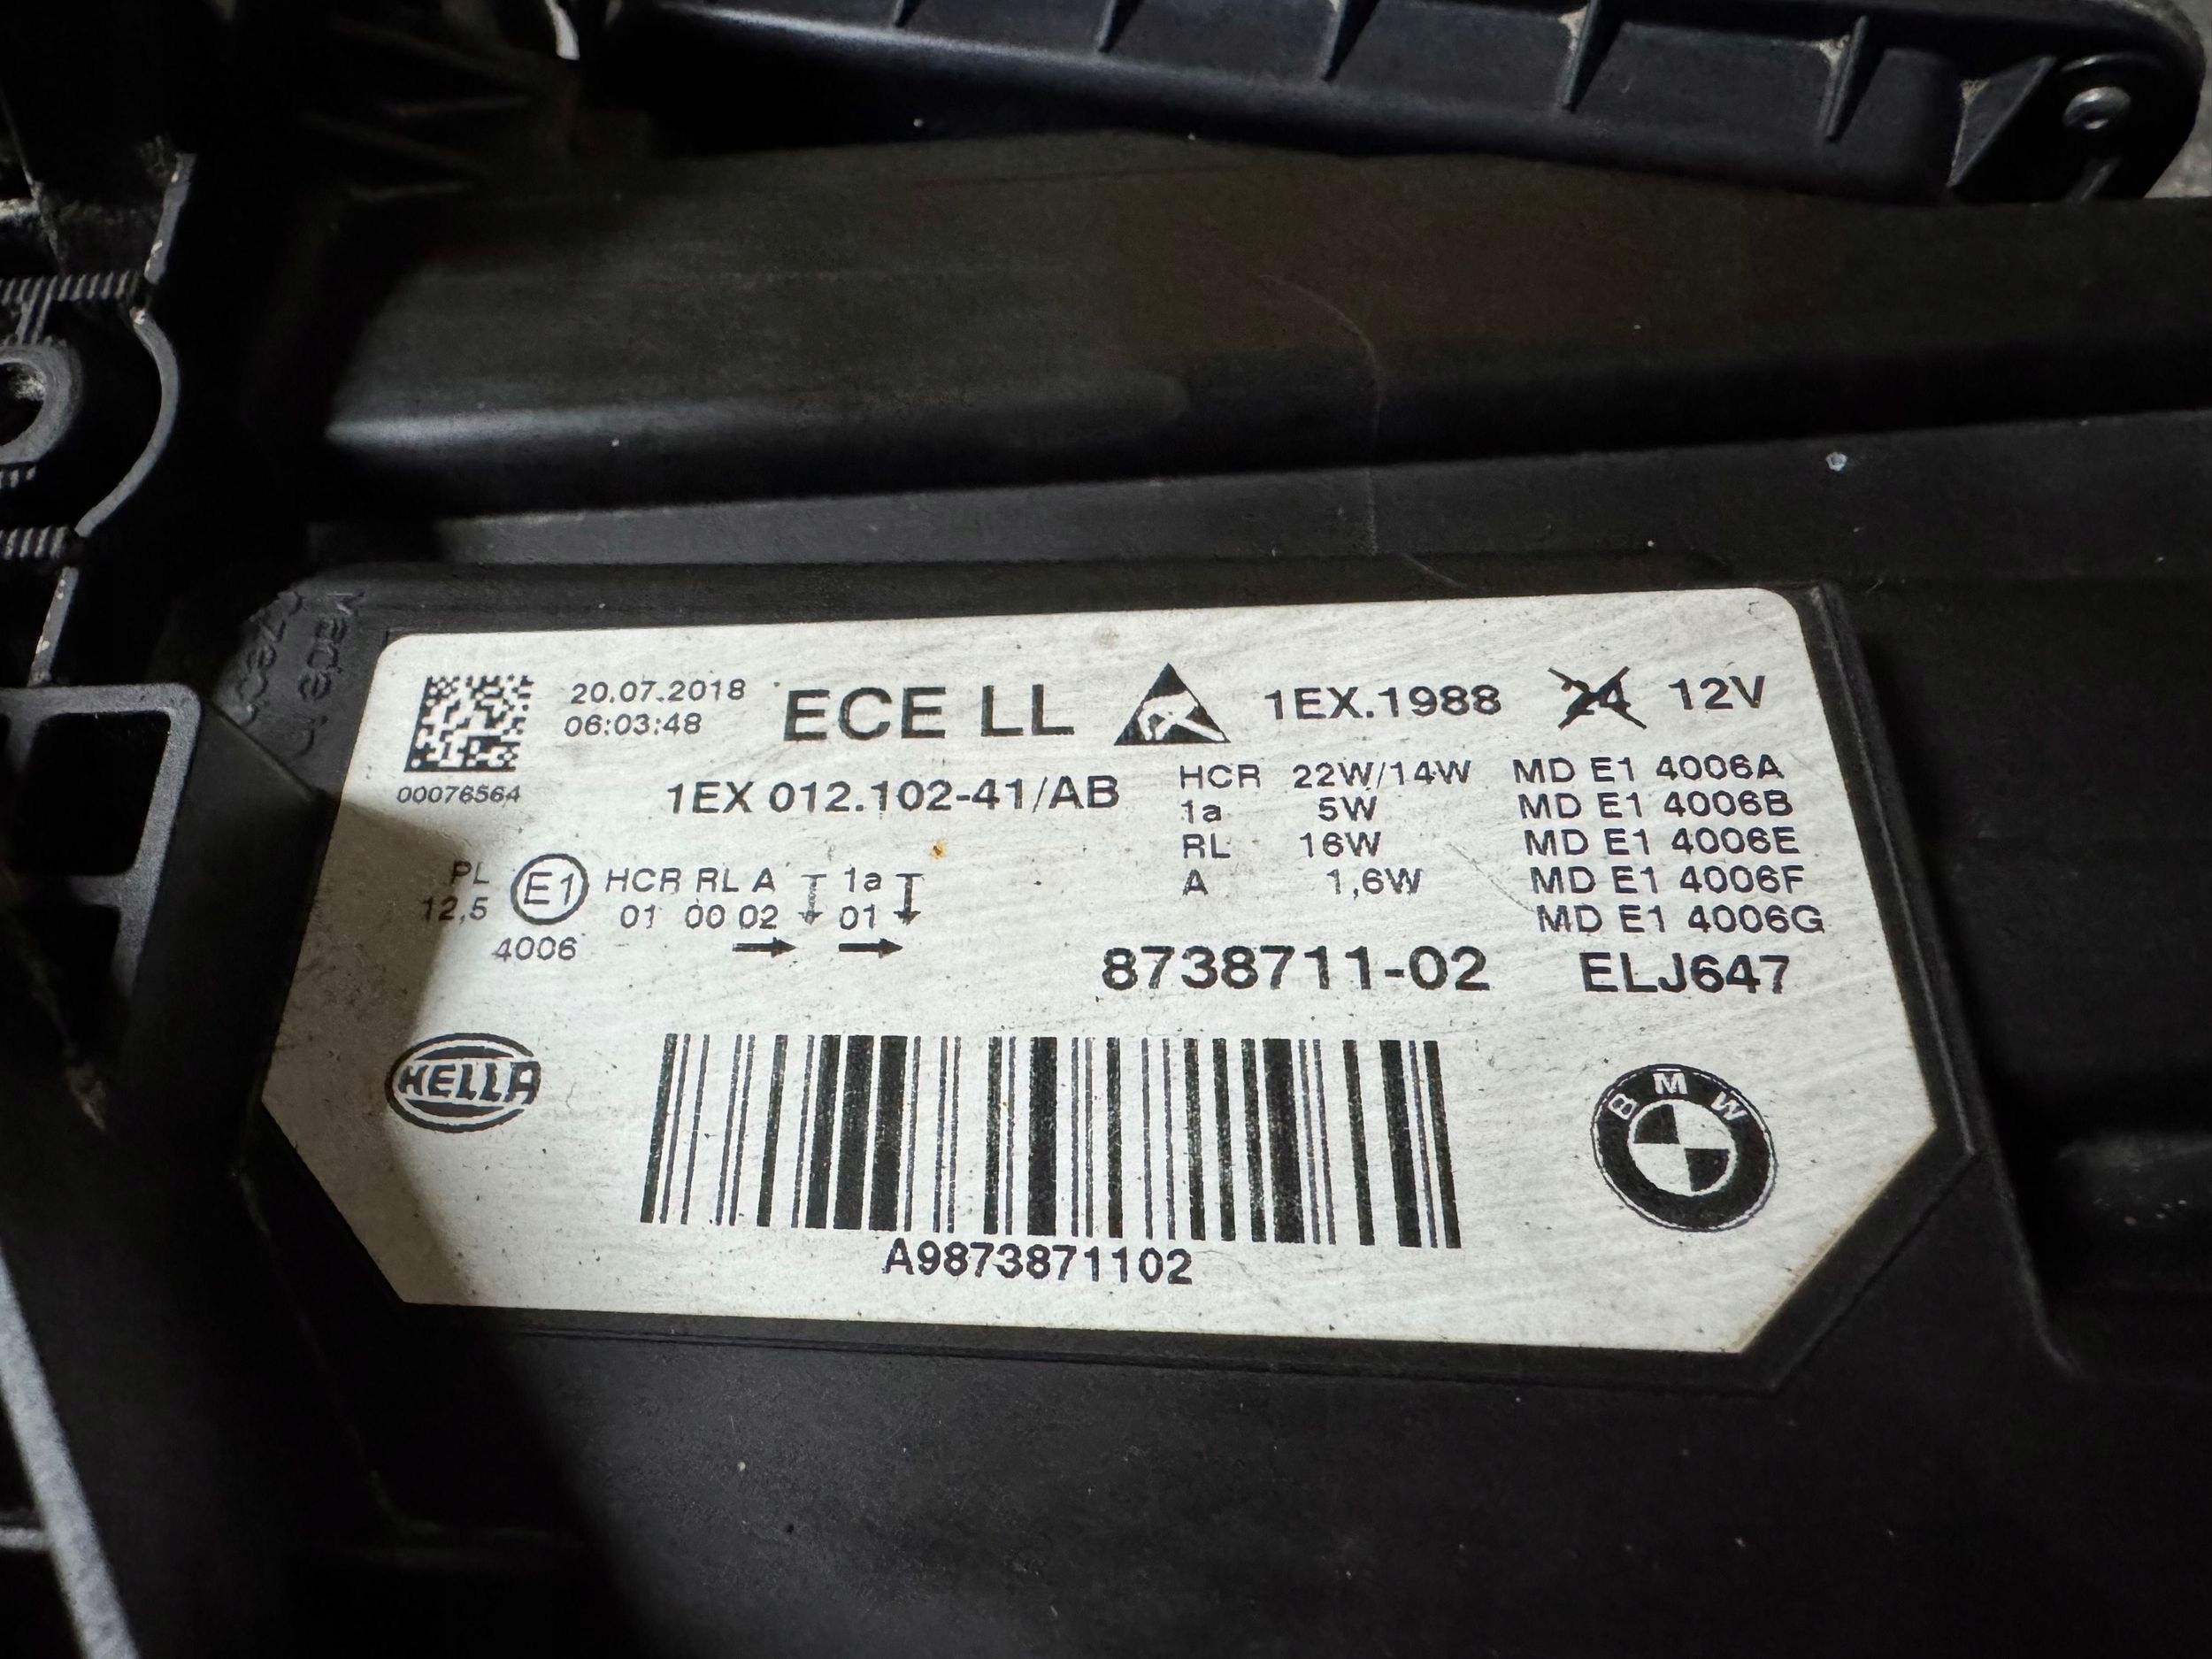 20.07.2018
06:03:48
00076564
ECE LL
1EX.1988 24 12V
1EX 012.102-41/AB
HCR 22W/14W MD E1 4006A
1a 5W MD E1 4006B
RL 16W MD E1 4006E
A 1,6W MD E1 4006F
MD E1 4006G
PL
12,5
E1
4006
HCR RL A 1a
01 00 02 01
8738711-02 ELJ647
HELLA
BMW
A9873871102